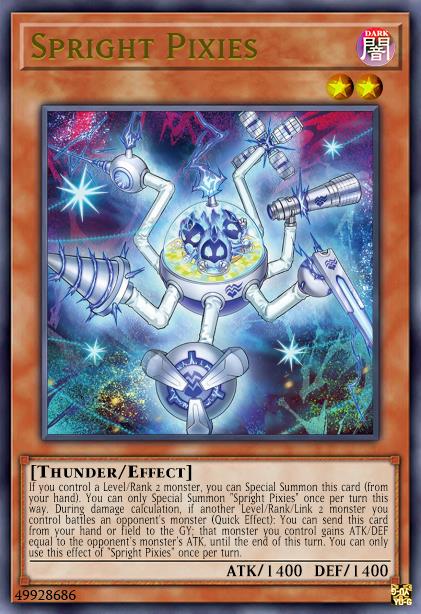 SPRIGHT PIXIES
DARK
闇
[THUNDER/EFFECT]
If you control a Level/Rank 2 monster, you can Special Summon this card (from
your hand). You can only Special Summon "Spright Pixies" once per turn this
way. During damage calculation, if another Level/Rank/Link 2 monster you
control battles an opponent's monster (Quick Effect): You can send this card
from your hand or field to the GY; that monster you control gains ATK/DEF
equal to the opponent's monster's ATK, until the end of this turn. You can only
use this effect of "Spright Pixies" once per turn.
ATK/1400 DEF/1400
49928686